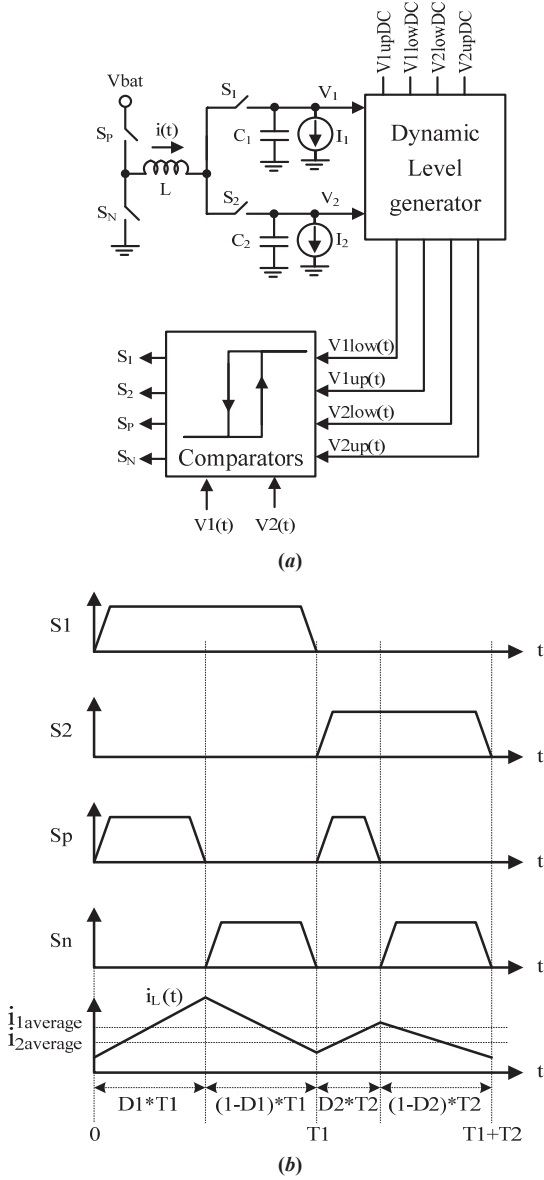 V1upDC
V1lowDC
V2lowDC
V2upDC
Vbat
SP
i(t)
L
SN
S1
V1
C1
I1
S2
V2
C2
I2
Dynamic
Level
generator
S1
S2
SP
SN
V1low(t)
V1up(t)
V2low(t)
V2up(t)
Comparators
V1(t)
V2(t)
(a)
S1
t
S2
t
Sp
t
Sn
t
iL(t)
i1average
i2average
t
D1*T1
(1-D1)*T1
D2*T2
(1-D2)*T2
0
T1
T1+T2
(b)